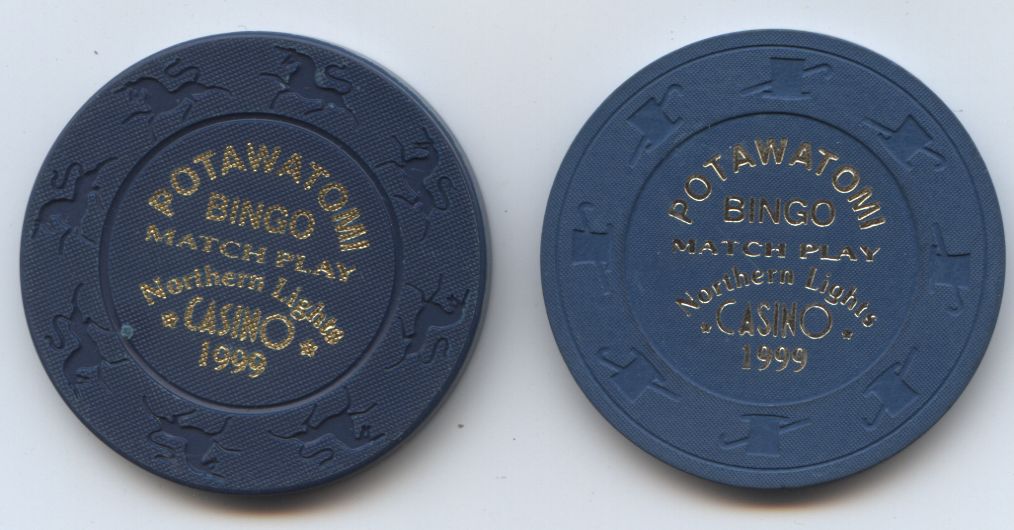 POTAWATOMI
BINGO
MATCH PLAY
Northern Lights
CASINO
1999
POTAWATOMI
BINGO
MATCH PLAY
Northern Lights
CASINO
1999